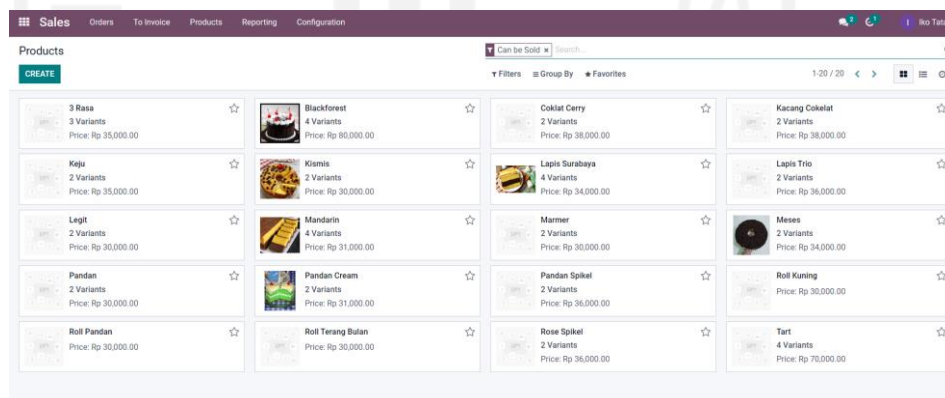 Sales Orders To Invoice Products Reporting Configuration 2 1 I Iko Tata
Products
Can be Sold × Search...
CREATE
Filters Group By Favorites 1-20 / 20
3 Rasa
3 Variants
Price: Rp 35,000.00
Blackforest
4 Variants
Price: Rp 80,000.00
Coklat Cerry
2 Variants
Price: Rp 38,000.00
Kacang Cokelat
2 Variants
Price: Rp 38,000.00
Keju
2 Variants
Price: Rp 35,000.00
Kismis
2 Variants
Price: Rp 30,000.00
Lapis Surabaya
4 Variants
Price: Rp 34,000.00
Lapis Trio
2 Variants
Price: Rp 36,000.00
Legit
2 Variants
Price: Rp 30,000.00
Mandarin
4 Variants
Price: Rp 31,000.00
Marmer
2 Variants
Price: Rp 30,000.00
Meses
2 Variants
Price: Rp 34,000.00
Pandan
2 Variants
Price: Rp 30,000.00
Pandan Cream
2 Variants
Price: Rp 31,000.00
Pandan Spikel
2 Variants
Price: Rp 36,000.00
Roll Kuning
Price: Rp 30,000.00
Roll Pandan
Price: Rp 30,000.00
Roll Terang Bulan
Price: Rp 30,000.00
Rose Spikel
2 Variants
Price: Rp 36,000.00
Tart
4 Variants
Price: Rp 70,000.00